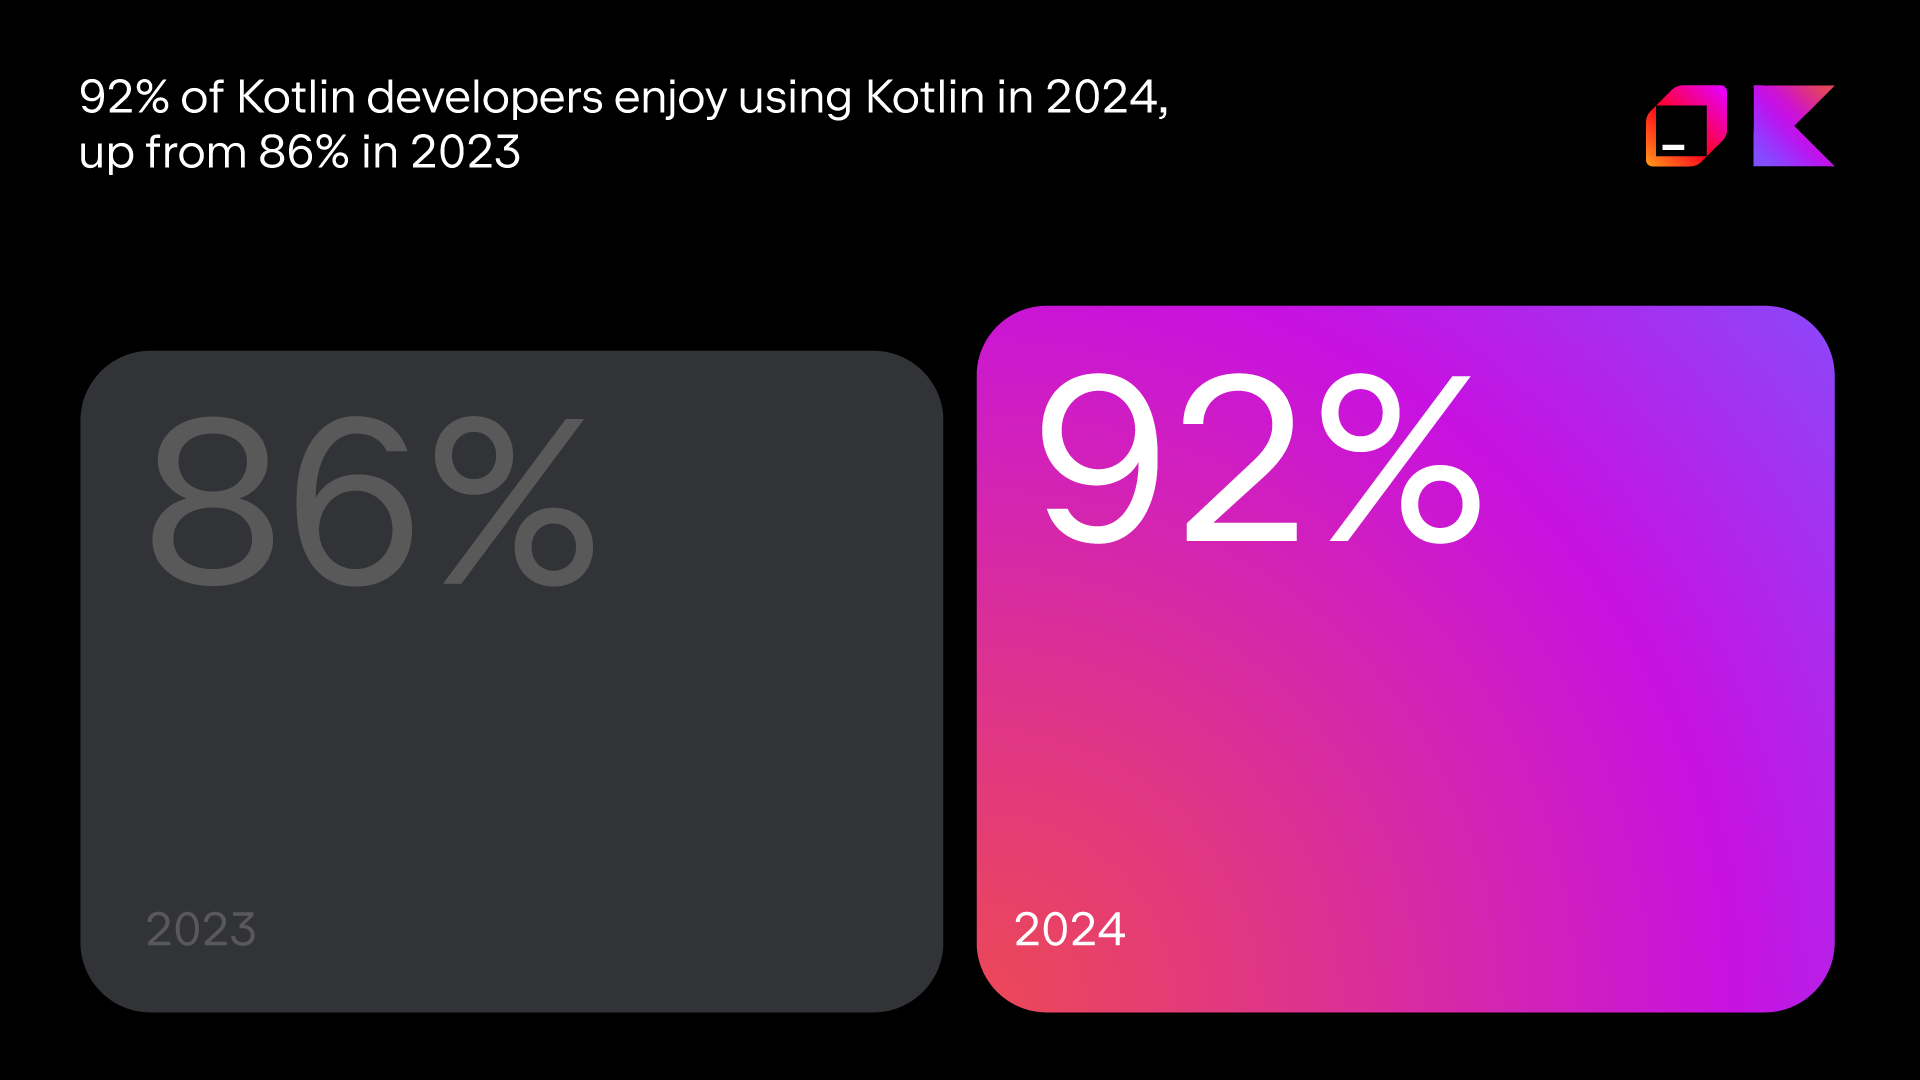 92% of Kotlin developers enjoy using Kotlin in 2024,
up from 86% in 2023
86%
2023
92%
2024